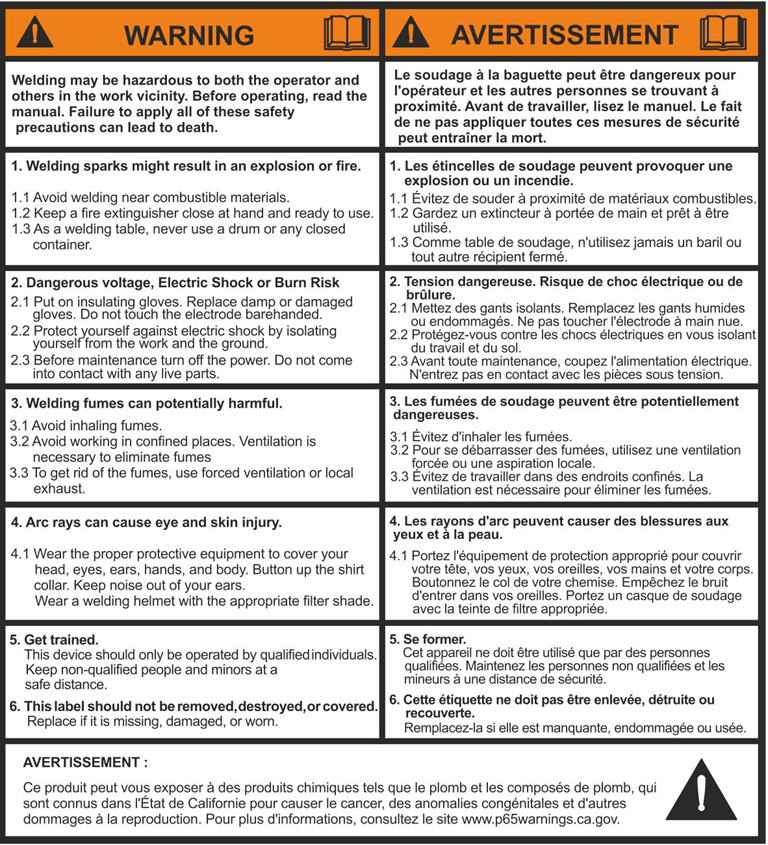 WARNING
Welding may be hazardous to both the operator and
others in the work vicinity. Before operating, read the
manual. Failure to apply all of these safety
precautions can lead to death.
1. Welding sparks might result in an explosion or fire.
1.1 Avoid welding near combustible materials.
1.2 Keep a fire extinguisher close at hand and ready to use.
1.3 As a welding table, never use a drum or any closed
container.
2. Dangerous voltage, Electric Shock or Burn Risk
2.1 Put on insulating gloves. Replace damp or damaged
gloves. Do not touch the electrode barehanded.
2.2 Protect yourself against electric shock by isolating
yourself from the work and the ground.
2.3 Before maintenance turn off the power. Do not come
into contact with any live parts.
3. Welding fumes can potentially harmful.
3.1 Avoid inhaling fumes.
3.2 Avoid working in confined places. Ventilation is
necessary to eliminate fumes
3.3 To get rid of the fumes, use forced ventilation or local
exhaust.
4. Arc rays can cause eye and skin injury.
4.1 Wear the proper protective equipment to cover your
head, eyes, ears, hands, and body. Button up the shirt
collar. Keep noise out of your ears.
Wear a welding helmet with the appropriate filter shade.
5. Get trained.
This device should only be operated by qualified individuals.
Keep non-qualified people and minors at a
safe distance.
6. This label should not be removed, destroyed, or covered.
Replace if it is missing, damaged, or worn.
AVERTISSEMENT
Le soudage à la baguette peut être dangereux pour
l'opérateur et les autres personnes se trouvant à
proximité. Avant de travailler, lisez le manual. Le fait
de ne pas appliquer toutes ces mesures de sécurité
peut entraîner la mort.
1. Les étincelles de soudage peuvent provoquer une
explosion ou un incendie.
1.1 Évitez de souder à proximité de matériaux combustibles.
1.2 Gardez un extincteur à portée de main et prêt à être
utilisé.
1.3 Comme table de soudage, n'utilisez jamais un baril ou
tout autre récipient fermé.
2. Tension dangereuse. Risque de choc électrique ou de
brûlure.
2.1 Mettez des gants isolants. Remplacez les gants humides
ou endommagés. Ne pas toucher l'électrode à main nue.
2.2 Protégez-vous contre les chocs électriques en vous isolant
du travail et du sol.
2.3 Avant toute maintenance, coupez l'alimentation électrique.
N'entrez pas en contact avec les pièces sous tension.
3. Les fumées de soudage peuvent être potentiellement
dangereuses.
3.1 Évitez d'inhaler les fumées.
3.2 Pour se débarrasser des fumées, utilisez une ventilation
forcée ou une aspiration locale.
3.3 Évitez de travailler dans des endroits confinés. La
ventilation est nécessaire pour éliminer les fumées.
4. Les rayons d'arc peuvent causer des blessures aux
yeux et à la peau.
4.1 Portez l'équipement de protection approprié pour couvrir
votre tête, vos yeux, vos oreilles, vos mains et votre corps.
Boutonnez le col de votre chemise. Empêchez le bruit
d'entrer dans vos oreilles. Portez un casque de soudage
avec la teinte de filtre appropriée.
5. Se former.
Cet appareil ne doit être utilisé que par des personnes
qualifiées. Maintenez les personnes non qualifiées et les
mineurs à une distance de sécurité.
6. Cette étiquette ne doit pas être enlevée, détruite ou
recouverte.
Remplacez-la si elle est manquante, endommagée ou usée.
AVERTISSEMENT :
Ce produit peut vous exposer à des produits chimiques tels que le plomb et les composés de plomb, qui
sont connus dans l'État de Californie pour causer le cancer, des anomalies congénitales et d'autres
dommages à la reproduction. Pour plus d'informations, consultez le site www.p65warnings.ca.gov.